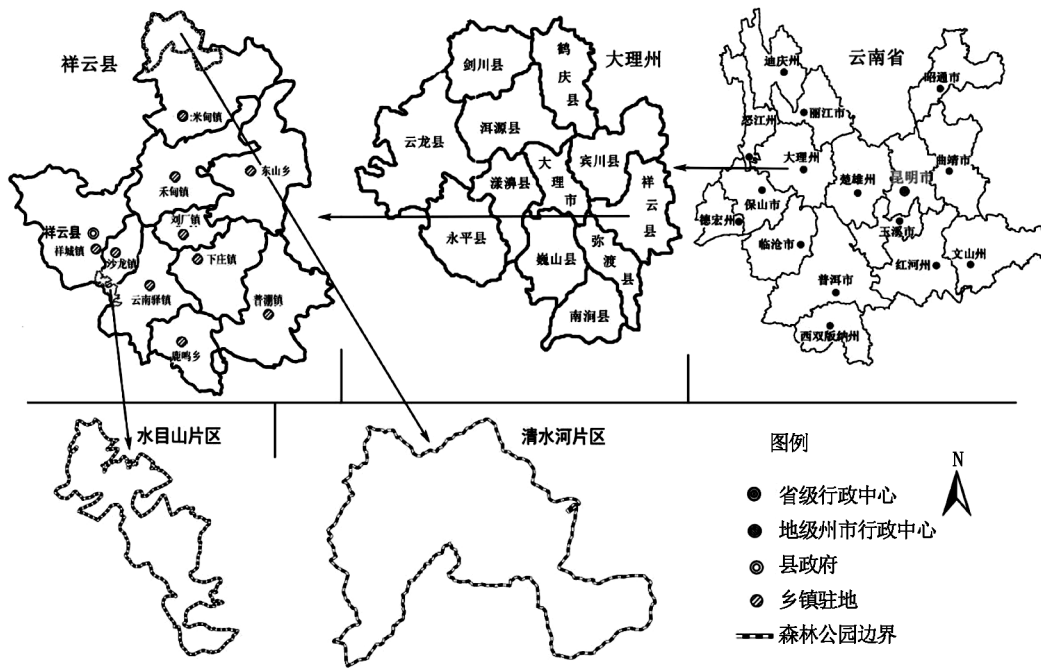 祥云县
米甸镇
东山乡
禾甸镇
刘厂镇
祥云县
祥城镇
沙龙镇
下庄镇
云南驿镇
普淜镇
鹿鸣乡
大理州
鹤庆县
剑川县
云龙县
洱源县
宾川县
大理市
漾濞县
祥云县
永平县
巍山县
弥渡县
南涧县
云南省
迪庆州
昭通市
丽江市
怒江州
大理州
曲靖市
楚雄州
昆明市
保山市
德宏州
玉溪市
临沧市
红河州
文山州
普洱市
西双版纳州
水目山片区
清水河片区
图例
N
省级行政中心
地级州市行政中心
县政府
乡镇驻地
森林公园边界